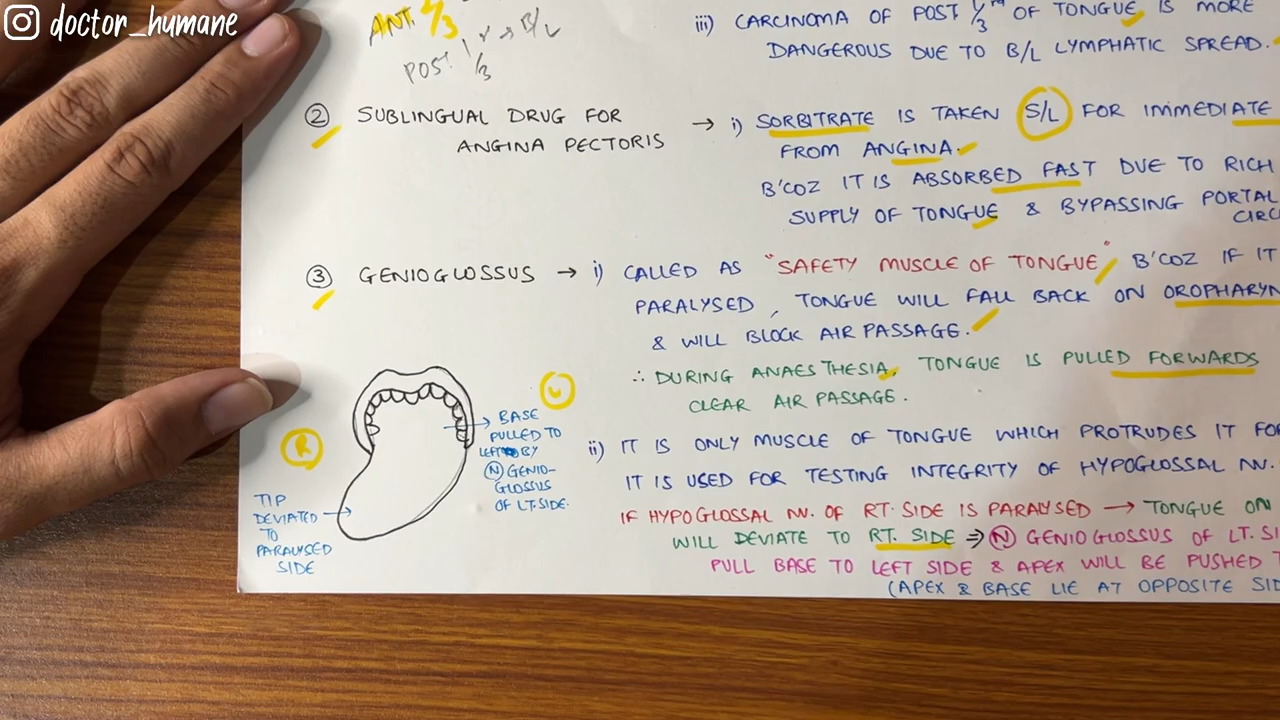 doctor_humane
ANT. 2/3
POST. 1/3 → B/L
iii) CARCINOMA OF POST 1/3rd OF TONGUE IS MORE
DANGEROUS DUE TO B/L LYMPHATIC SPREAD.
② SUBLINGUAL DRUG FOR
ANGINA PECTORIS → i) SORBITRATE IS TAKEN S/L FOR IMMEDIATE
FROM ANGINA.
B'COZ IT IS ABSORBED FAST DUE TO RICH
SUPPLY OF TONGUE & BYPASSING PORTAL
CIRC
③ GENIOGLOSSUS → i) CALLED AS "SAFETY MUSCLE OF TONGUE" B'COZ IF IT
PARALYSED, TONGUE WILL FALL BACK ON OROPHARYN
& WILL BLOCK AIR PASSAGE.
∴ DURING ANAESTHESIA, TONGUE IS PULLED FORWARDS
CLEAR AIR PASSAGE.
ii) IT IS ONLY MUSCLE OF TONGUE WHICH PROTRUDES IT FOR
IT IS USED FOR TESTING INTEGRITY OF HYPOGLOSSAL NV.
IF HYPOGLOSSAL NV. OF RT. SIDE IS PARALYSED → TONGUE ON
WILL DEVIATE TO RT. SIDE ⇒ (N) GENIOGLOSSUS OF LT. SI
PULL BASE TO LEFT SIDE & APEX WILL BE PUSHED T
(APEX & BASE LIE AT OPPOSITE SID
R
L
BASE
PULLED TO
LEFT BY
(N) GENIO-
GLOSSUS
OF LT. SIDE.
TIP
DEVIATED
TO
PARALYSED
SIDE